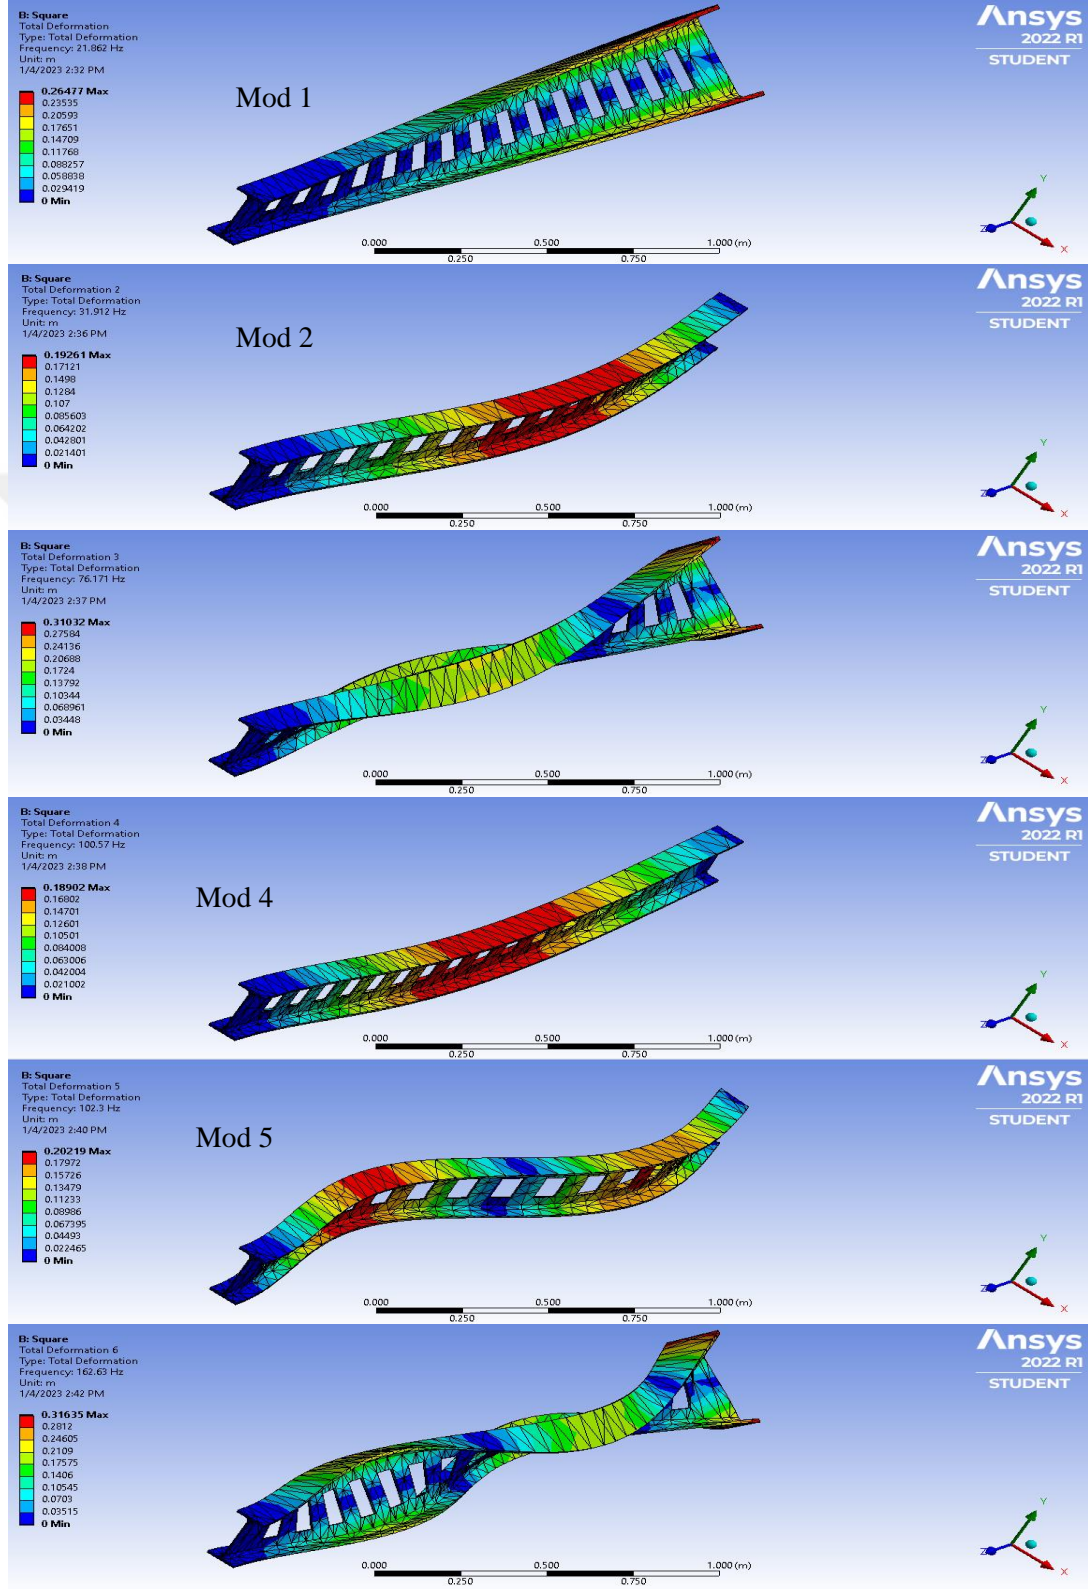 B: Square
Total Deformation
Type: Total Deformation
Frequency: 21.862 Hz
Unit: m
1/4/2023 2:32 PM
0.26477 Max
0.23535
0.20593
0.17651
0.14709
0.11768
0.088257
0.058838
0.029419
0 Min
Mod 1
Ansys
2022 R1
STUDENT
Y
Z
X
0.000 0.500 1.000 (m)
0.250 0.750
B: Square
Total Deformation 2
Type: Total Deformation
Frequency: 31.912 Hz
Unit: m
1/4/2023 2:36 PM
0.19261 Max
0.17121
0.1498
0.1284
0.107
0.085603
0.064202
0.042801
0.021401
0 Min
Mod 2
Ansys
2022 R1
STUDENT
Y
Z
X
0.000 0.500 1.000 (m)
0.250 0.750
B: Square
Total Deformation 3
Type: Total Deformation
Frequency: 76.171 Hz
Unit: m
1/4/2023 2:37 PM
0.31032 Max
0.27584
0.24136
0.20688
0.1724
0.13792
0.10344
0.068961
0.03448
0 Min
Ansys
2022 R1
STUDENT
Y
Z
X
0.000 0.500 1.000 (m)
0.250 0.750
B: Square
Total Deformation 4
Type: Total Deformation
Frequency: 100.57 Hz
Unit: m
1/4/2023 2:38 PM
0.18902 Max
0.16802
0.14701
0.12601
0.10501
0.084008
0.063006
0.042004
0.021002
0 Min
Mod 4
Ansys
2022 R1
STUDENT
Y
Z
X
0.000 0.500 1.000 (m)
0.250 0.750
B: Square
Total Deformation 5
Type: Total Deformation
Frequency: 102.3 Hz
Unit: m
1/4/2023 2:40 PM
0.20219 Max
0.17972
0.15726
0.13479
0.11233
0.08986
0.067395
0.04493
0.022465
0 Min
Mod 5
Ansys
2022 R1
STUDENT
Y
Z
X
0.000 0.500 1.000 (m)
0.250 0.750
B: Square
Total Deformation 6
Type: Total Deformation
Frequency: 162.63 Hz
Unit: m
1/4/2023 2:42 PM
0.31635 Max
0.2812
0.24605
0.2109
0.17575
0.1406
0.10545
0.0703
0.03515
0 Min
Ansys
2022 R1
STUDENT
Y
Z
X
0.000 0.500 1.000 (m)
0.250 0.750